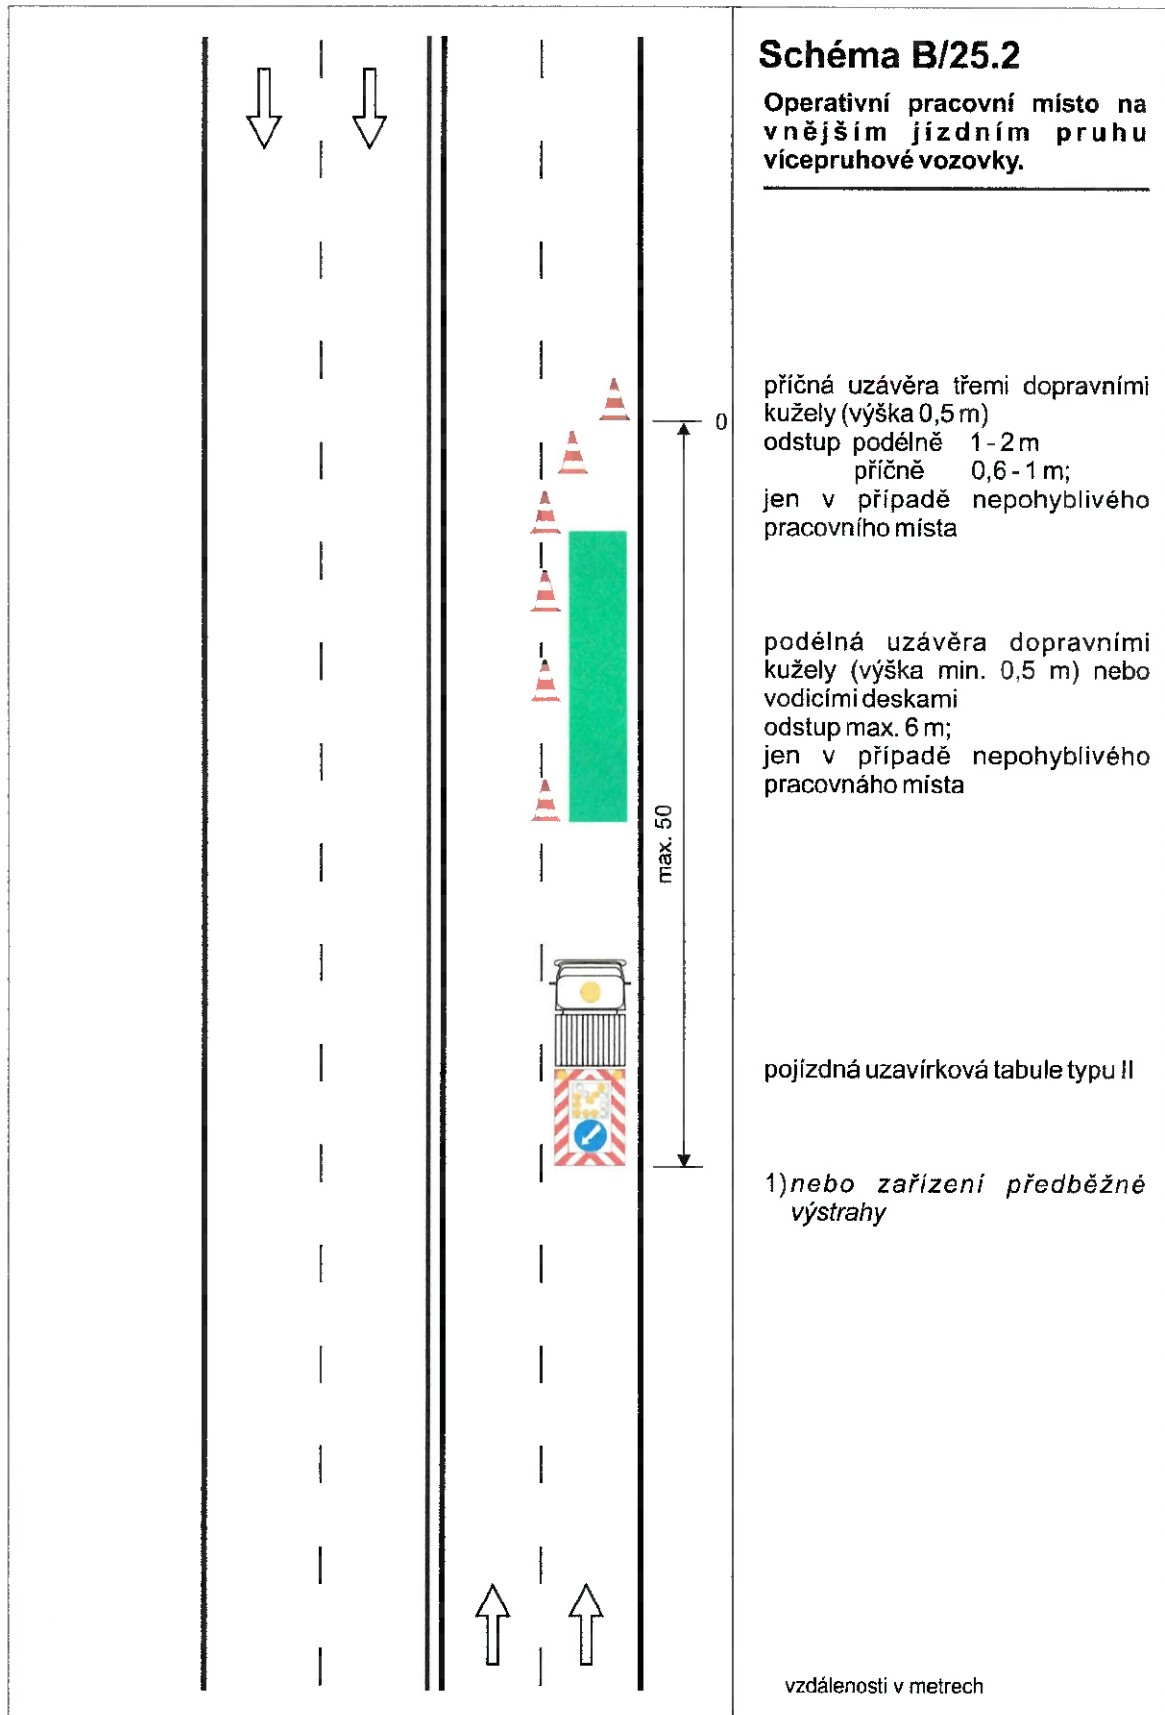 Schéma B/25.2
Operativní pracovní místo na
vnějším jízdním pruhu
vícepruhové vozovky.
příčná uzávěra třemi dopravními
kužely (výška 0,5 m)
odstup podélně 1 - 2 m
příčně 0,6 - 1 m;
jen v případě nepohyblivého
pracovního místa
0
podélná uzávěra dopravními
kužely (výška min. 0,5 m) nebo
vodicími deskami
odstup max. 6 m;
jen v případě nepohyblivého
pracovnáho místa
max. 50
pojízdná uzavírková tabule typu II
1) nebo zařízení předběžné
výstrahy
vzdálenosti v metrech